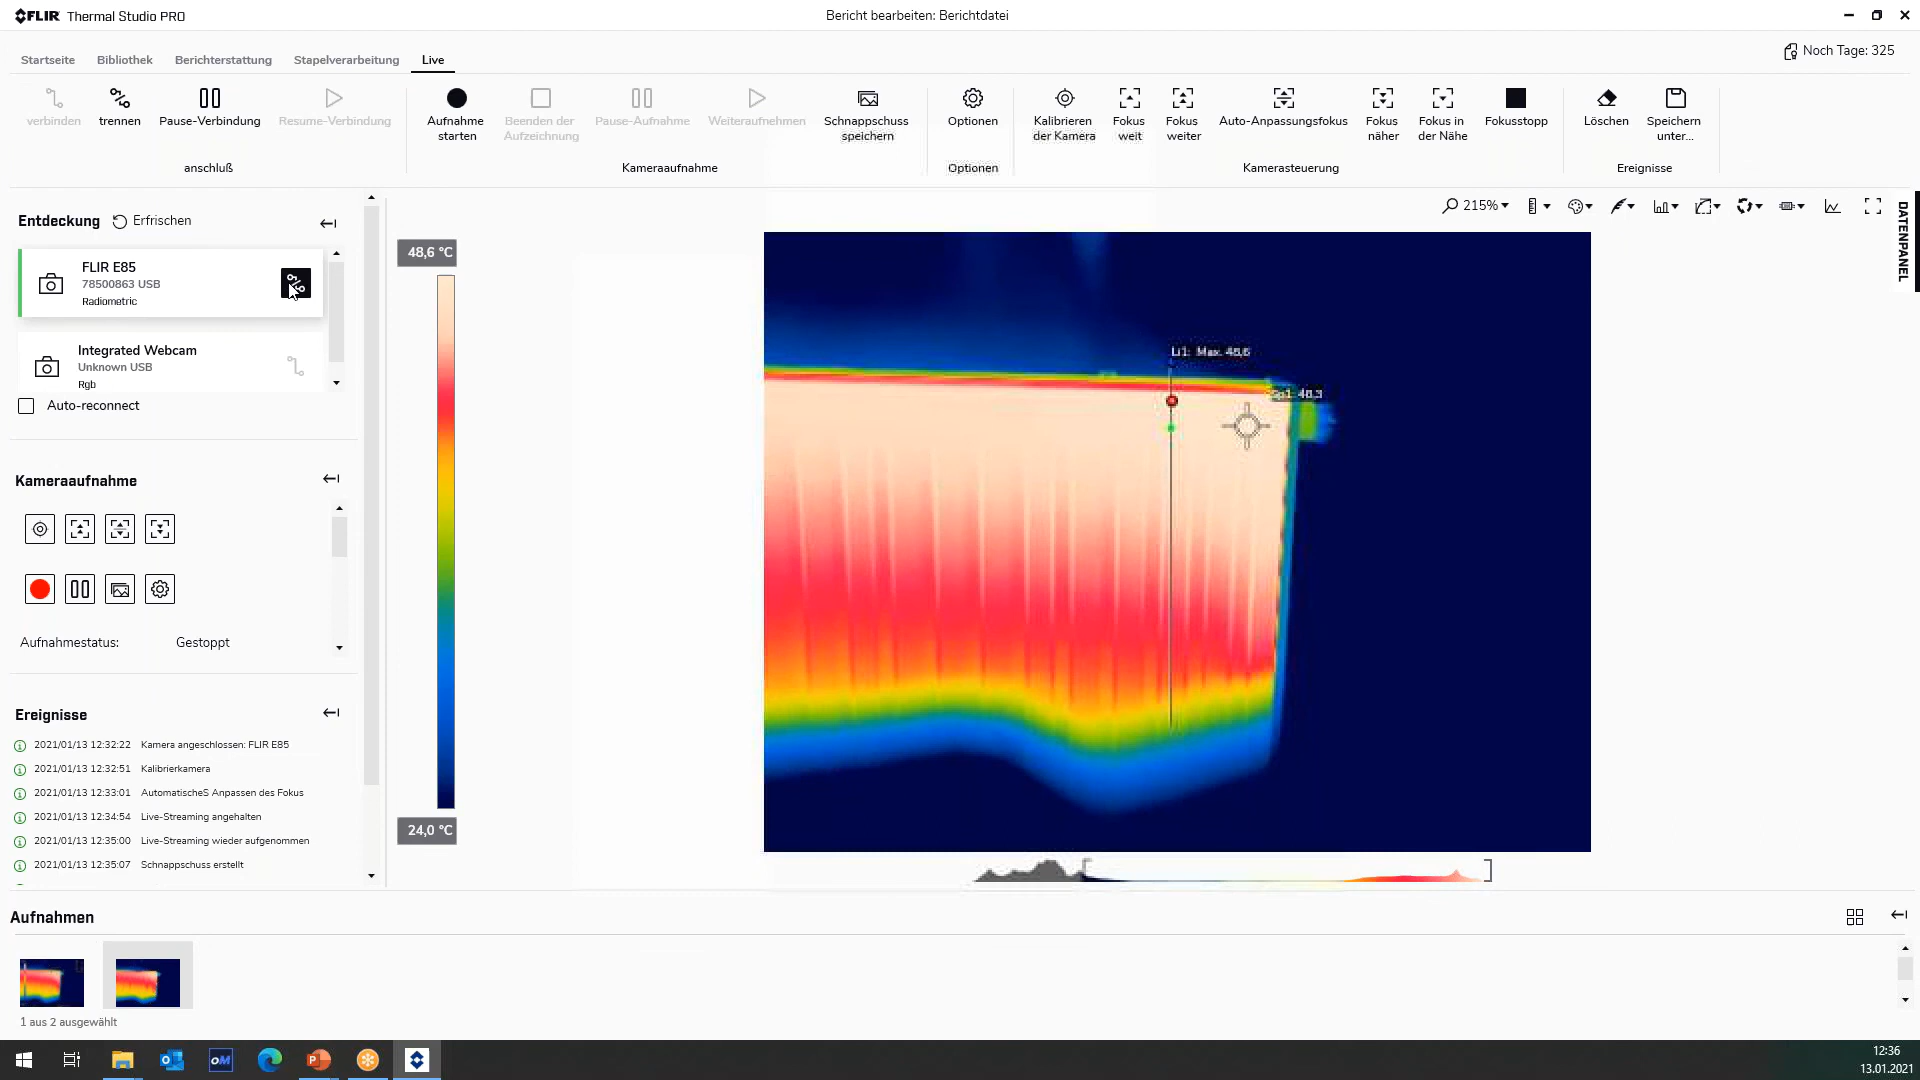 FLIR Thermal Studio PRO
Bericht bearbeiten: Berichtdatei
Startseite Bibliothek Berichterstattung Stapelverarbeitung Live
Noch Tage: 325
verbinden trennen Pause-Verbindung Resume-Verbindung
anschluß
Aufnahme starten
Beenden der Aufzeichnung
Pause-Aufnahme
Weiteraufnehmen
Schnappschuss speichern
Kameraaufnahme
Optionen
Optionen
Kalibrieren der Kamera
Fokus weit
Fokus weiter
Auto-Anpassungsfokus
Fokus näher
Fokus in der Nähe
Fokusstopp
Kamerasteuerung
Löschen
Speichern unter...
Ereignisse
Entdeckung Erfrischen
215%
DATENPANEL
FLIR E85
78500863 USB
Radiometric
Integrated Webcam
Unknown USB
Rgb
Auto-reconnect
48,6 °C
Li1: Max. 48,6
Sp1: 48,3
24,0 °C
Kameraaufnahme
Aufnahmestatus: Gestoppt
Ereignisse
2021/01/13 12:32:22 Kamera angeschlossen: FLIR E85
2021/01/13 12:32:51 Kalibrierkamera
2021/01/13 12:33:01 AutomatischeS Anpassen des Fokus
2021/01/13 12:34:54 Live-Streaming angehalten
2021/01/13 12:35:00 Live-Streaming wieder aufgenommen
2021/01/13 12:35:07 Schnappschuss erstellt
Aufnahmen
1 aus 2 ausgewählt
oM
12:36
13.01.2021